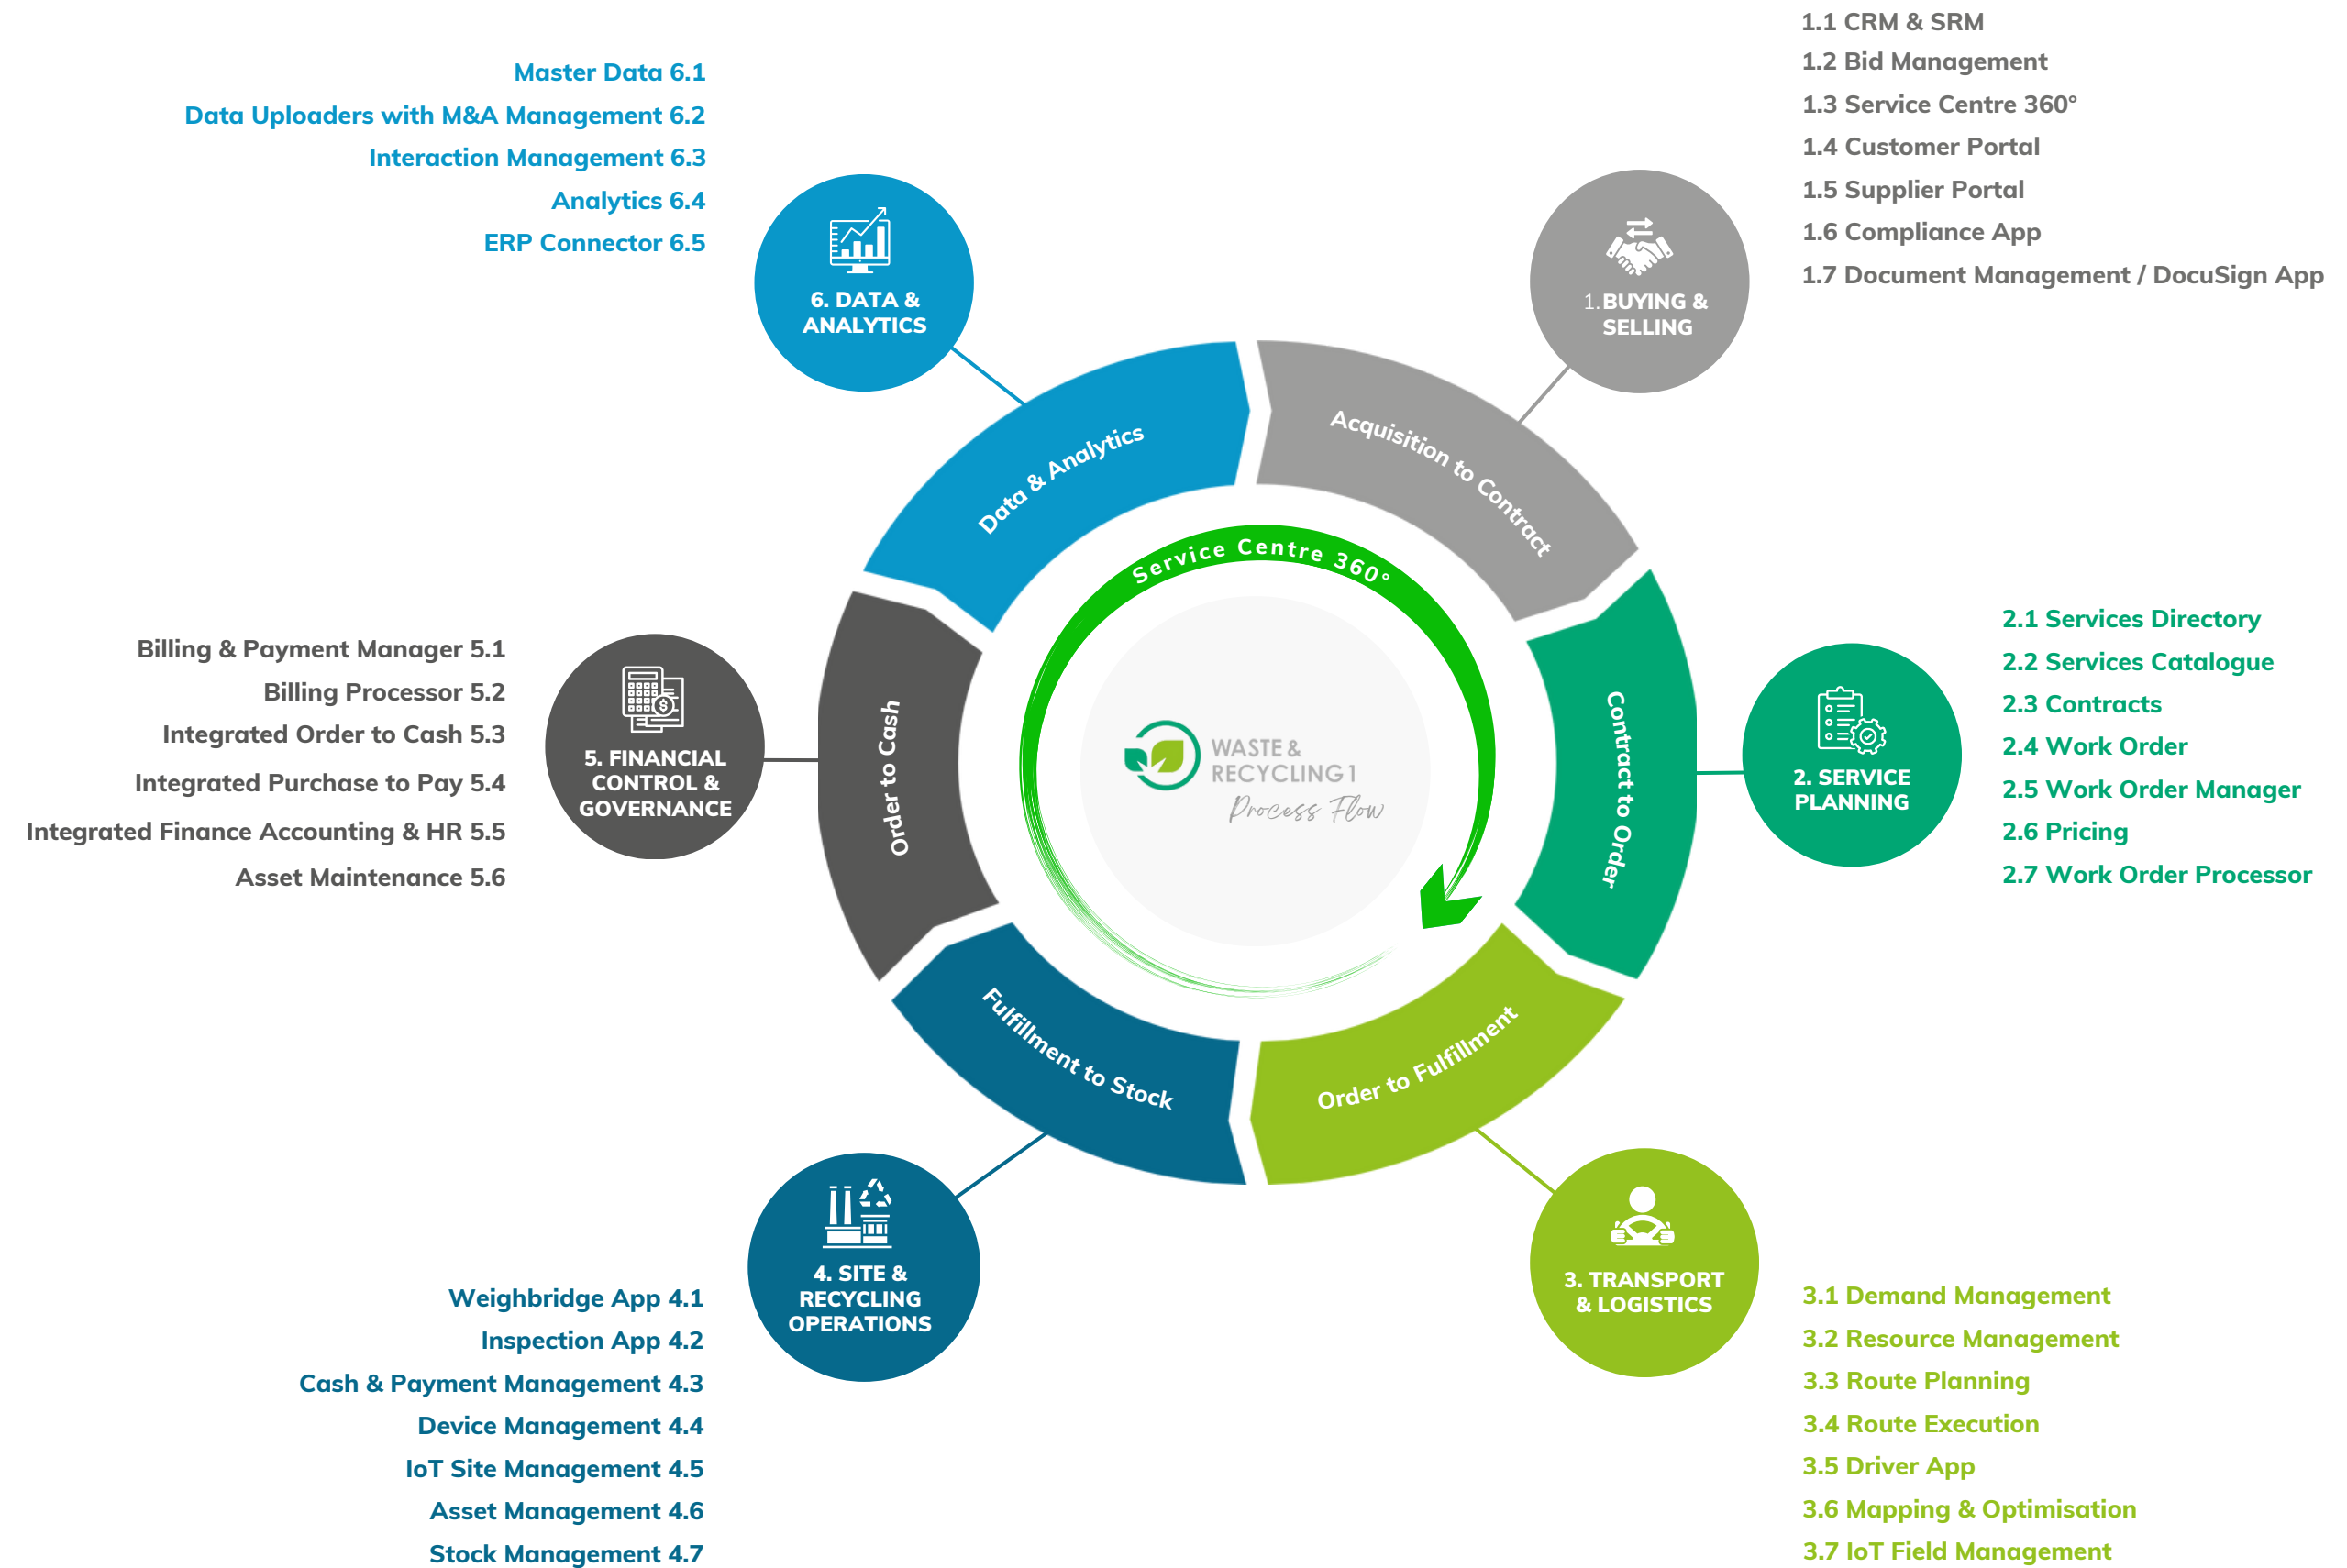 1.1 CRM & SRM
1.2 Bid Management
1.3 Service Centre 360°
1.4 Customer Portal
1.5 Supplier Portal
1.6 Compliance App
1.7 Document Management / DocuSign App
1. BUYING &
SELLING
Acquisition to Contract
2.1 Services Directory
2.2 Services Catalogue
2.3 Contracts
2.4 Work Order
2.5 Work Order Manager
2.6 Pricing
2.7 Work Order Processor
2. SERVICE
PLANNING
Contract to Order
3. TRANSPORT
& LOGISTICS
Order to Fulfillment
3.1 Demand Management
3.2 Resource Management
3.3 Route Planning
3.4 Route Execution
3.5 Driver App
3.6 Mapping & Optimisation
3.7 IoT Field Management
4. SITE &
RECYCLING
OPERATIONS
Fulfillment to Stock
Weighbridge App 4.1
Inspection App 4.2
Cash & Payment Management 4.3
Device Management 4.4
IoT Site Management 4.5
Asset Management 4.6
Stock Management 4.7
5. FINANCIAL
CONTROL &
GOVERNANCE
Order to Cash
Billing & Payment Manager 5.1
Billing Processor 5.2
Integrated Order to Cash 5.3
Integrated Purchase to Pay 5.4
Integrated Finance Accounting & HR 5.5
Asset Maintenance 5.6
6. DATA &
ANALYTICS
Data & Analytics
Master Data 6.1
Data Uploaders with M&A Management 6.2
Interaction Management 6.3
Analytics 6.4
ERP Connector 6.5
Service Centre 360°
WASTE &
RECYCLING 1
Process Flow